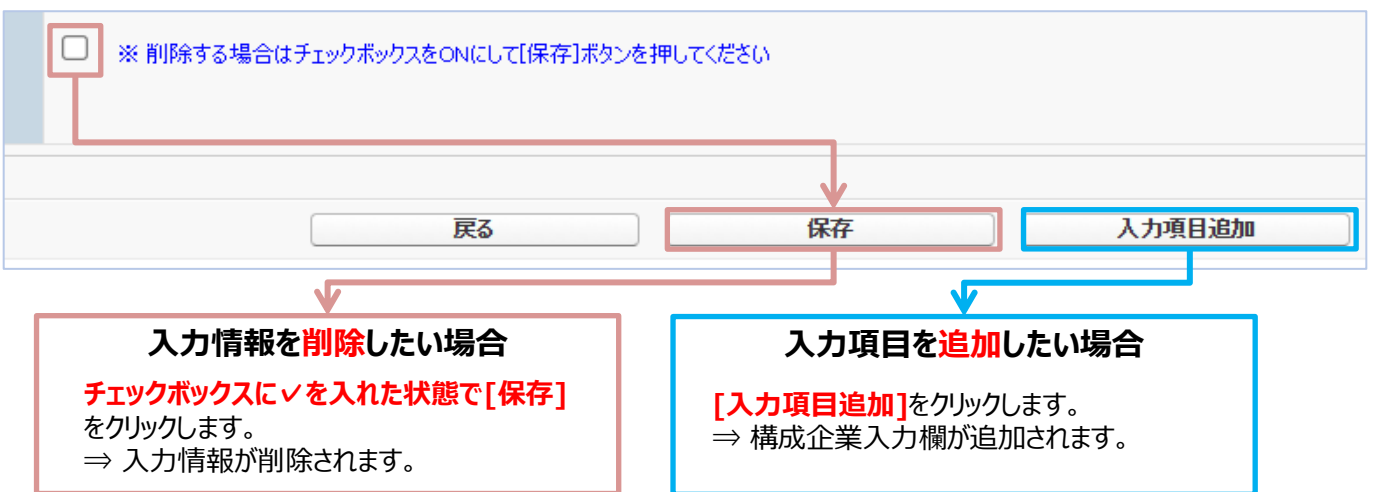 ※ 削除する場合はチェックボックスをONにして[保存]ボタンを押してください
戻る
保存
入力項目追加
入力情報を削除したい場合
チェックボックスに✓を入れた状態で[保存]
をクリックします。
⇒ 入力情報が削除されます。
入力項目を追加したい場合
[入力項目追加]をクリックします。
⇒ 構成企業入力欄が追加されます。